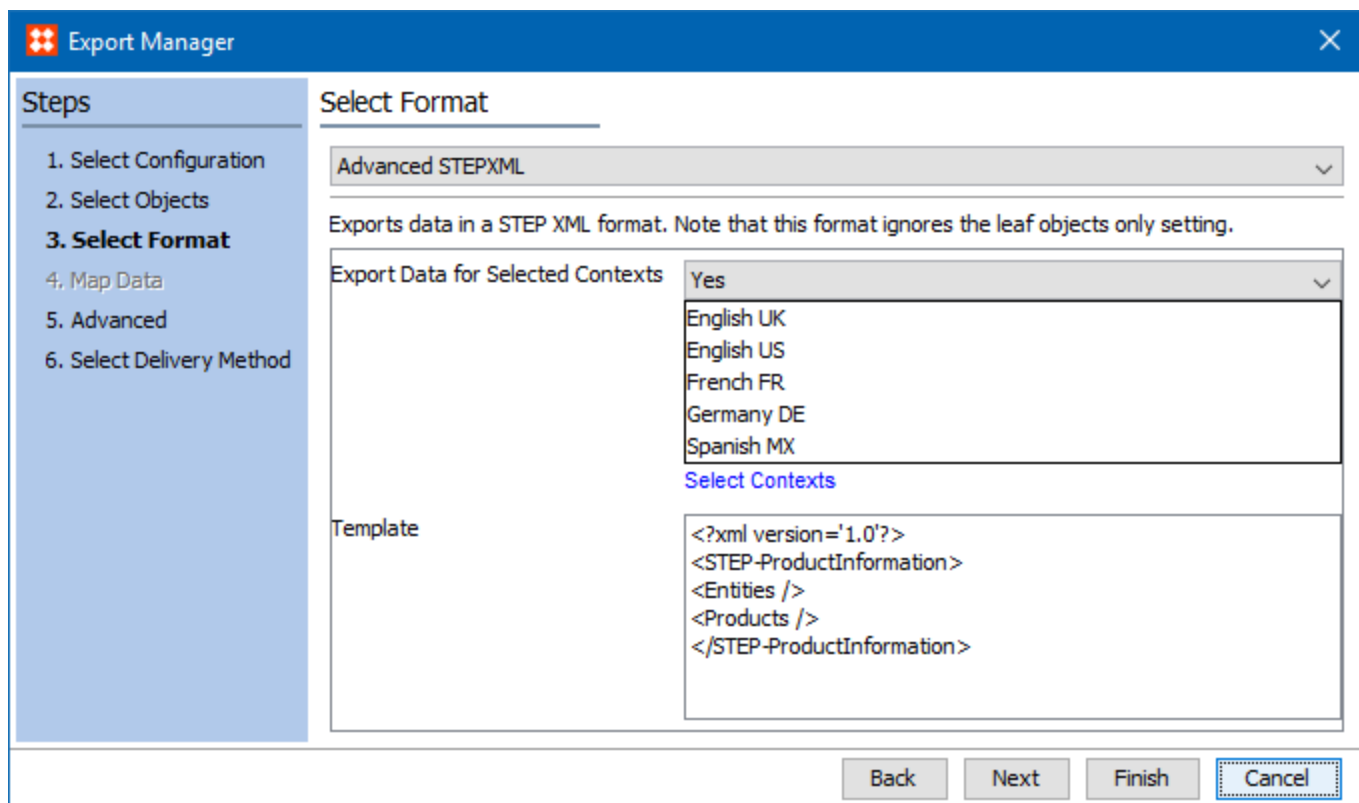 Export Manager
Steps
1. Select Configuration
2. Select Objects
3. Select Format
4. Map Data
5. Advanced
6. Select Delivery Method
Select Format
Advanced STEPXML
Exports data in a STEP XML format. Note that this format ignores the leaf objects only setting.
Export Data for Selected Contexts
Yes
English UK
English US
French FR
Germany DE
Spanish MX
Select Contexts
Template
<?xml version='1.0'?>
<STEP-ProductInformation>
<Entities />
<Products />
</STEP-ProductInformation>
Back
Next
Finish
Cancel